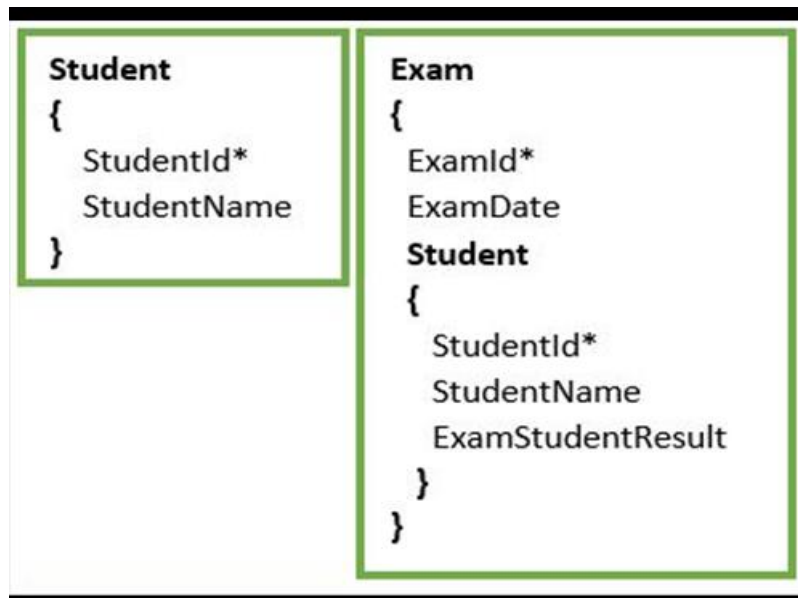 Student
{
StudentId*
StudentName
}
Exam
{
ExamId*
ExamDate
Student
{
StudentId*
StudentName
ExamStudentResult
}
}